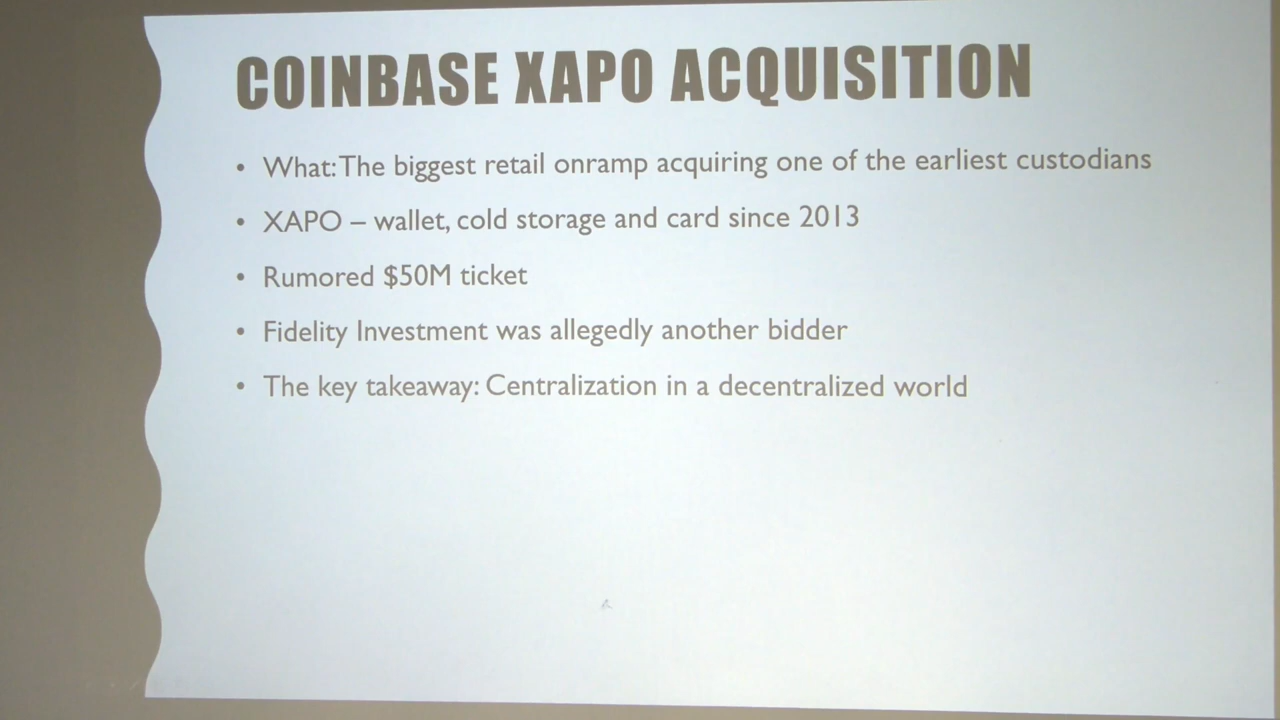 COINBASE XAPO ACQUISITION
• What: The biggest retail onramp acquiring one of the earliest custodians
• XAPO – wallet, cold storage and card since 2013
• Rumored $50M ticket
• Fidelity Investment was allegedly another bidder
• The key takeaway: Centralization in a decentralized world